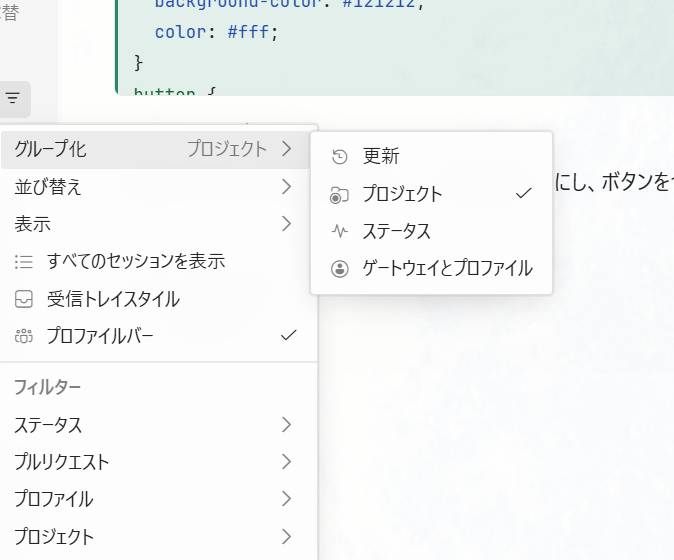 替
background-color: #121212;
color: #fff;
}
button {
にし、ボタンを
グループ化 プロジェクト
並び替え
表示
すべてのセッションを表示
受信トレイスタイル
プロファイルバー
フィルター
ステータス
プルリクエスト
プロファイル
プロジェクト
更新
プロジェクト
ステータス
ゲートウェイとプロファイル